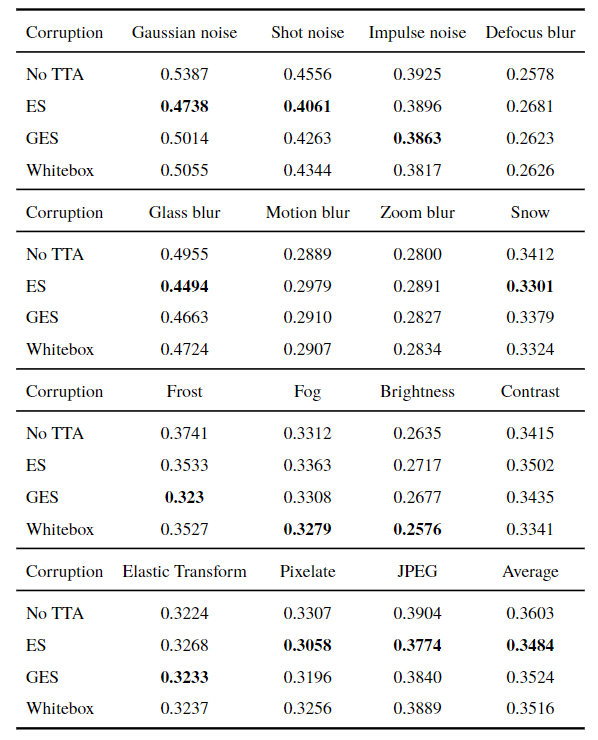 Corruption Gaussian noise Shot noise Impulse noise Defocus blur
No TTA 0.5387 0.4556 0.3925 0.2578
ES 0.4738 0.4061 0.3896 0.2681
GES 0.5014 0.4263 0.3863 0.2623
Whitebox 0.5055 0.4344 0.3817 0.2626
Corruption Glass blur Motion blur Zoom blur Snow
No TTA 0.4955 0.2889 0.2800 0.3412
ES 0.4494 0.2979 0.2891 0.3301
GES 0.4663 0.2910 0.2827 0.3379
Whitebox 0.4724 0.2907 0.2834 0.3324
Corruption Frost Fog Brightness Contrast
No TTA 0.3741 0.3312 0.2635 0.3415
ES 0.3533 0.3363 0.2717 0.3502
GES 0.323 0.3308 0.2677 0.3435
Whitebox 0.3527 0.3279 0.2576 0.3341
Corruption Elastic Transform Pixelate JPEG Average
No TTA 0.3224 0.3307 0.3904 0.3603
ES 0.3268 0.3058 0.3774 0.3484
GES 0.3233 0.3196 0.3840 0.3524
Whitebox 0.3237 0.3256 0.3889 0.3516